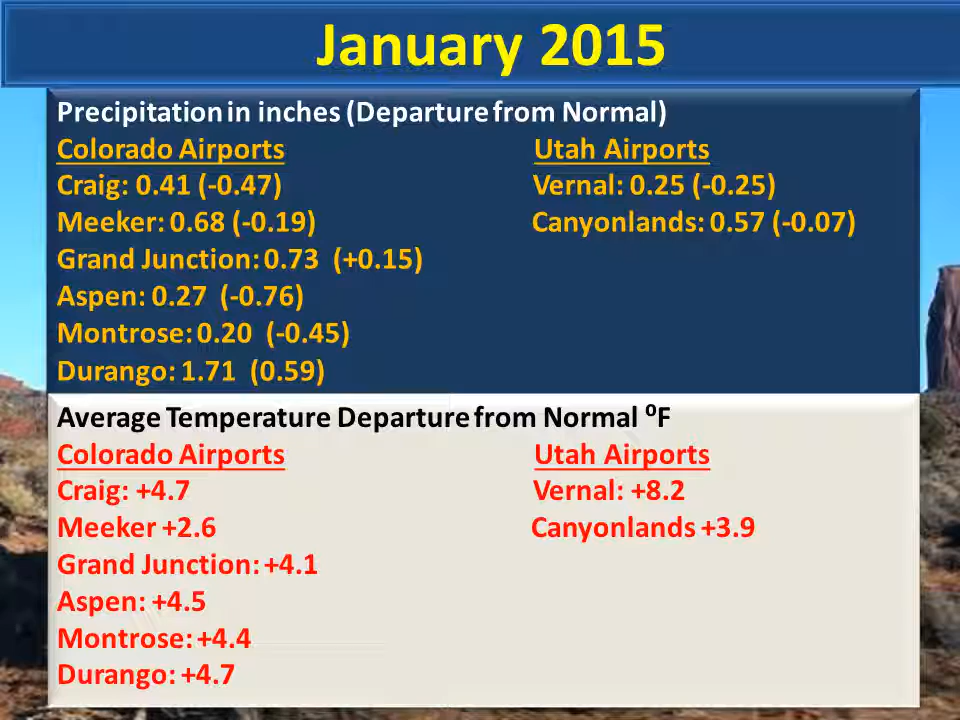 January 2015
Precipitation in inches (Departure from Normal)
Colorado Airports
Utah Airports
Craig: 0.41 (-0.47)
Vernal: 0.25 (-0.25)
Meeker: 0.68 (-0.19)
Canyonlands: 0.57 (-0.07)
Grand Junction: 0.73 (+0.15)
Aspen: 0.27 (-0.76)
Montrose: 0.20 (-0.45)
Durango: 1.71 (0.59)
Average Temperature Departure from Normal ⁰F
Colorado Airports
Utah Airports
Craig: +4.7
Vernal: +8.2
Meeker +2.6
Canyonlands +3.9
Grand Junction: +4.1
Aspen: +4.5
Montrose: +4.4
Durango: +4.7